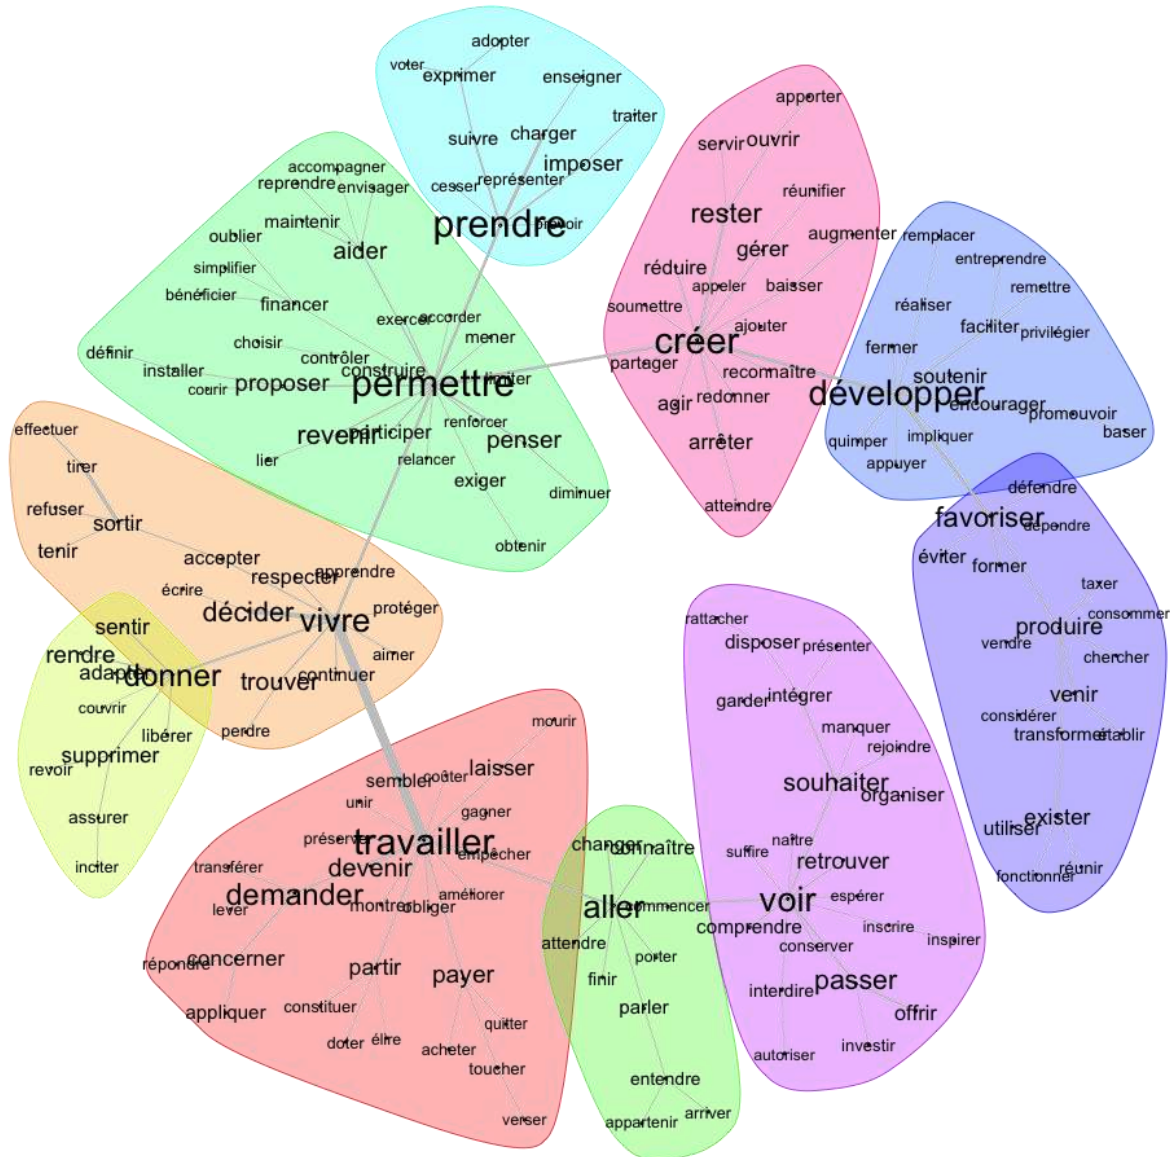 adopter
voter
exprimer
enseigner
traiter
suivre
charger
imposer
cesser
représenter
prendre
prévoir
accompagner
reprendre
envisager
maintenir
oublier
aider
simplifier
bénéficier
financer
exercer
accorder
mener
choisir
définir
contrôler
installer
construire
courir
proposer
permettre
limiter
renforcer
revenir
participer
penser
lier
relancer
exiger
diminuer
obtenir
apporter
servir
ouvrir
réunifier
rester
augmenter
gérer
réduire
appeler
baisser
soumettre
ajouter
créer
partager
reconnaître
agir
redonner
arrêter
atteindre
remplacer
entreprendre
remettre
réaliser
faciliter
privilégier
fermer
soutenir
développer
encourager
promouvoir
baser
quimper
impliquer
appuyer
défendre
favoriser
dépendre
éviter
former
taxer
consommer
produire
vendre
chercher
venir
considérer
transformer
établir
exister
utiliser
fonctionner
réunir
effectuer
tirer
refuser
sortir
tenir
accepter
respecter
apprendre
écrire
décider
vivre
protéger
aimer
continuer
trouver
perdre
sentir
rendre
adapter
donner
couvrir
libérer
supprimer
revoir
assurer
inciter
mourir
sembler
coûter
laisser
unir
gagner
préserver
travailler
empêcher
devenir
transférer
demander
améliorer
montrer
obliger
lever
répondre
concerner
partir
payer
appliquer
constituer
quitter
doter
élire
acheter
toucher
verser
changer
connaître
aller
commencer
attendre
porter
finir
parler
entendre
appartenir
arriver
rattacher
disposer
présenter
garder
intégrer
manquer
rejoindre
souhaiter
organiser
naître
suffire
retrouver
voir
espérer
comprendre
inscrire
conserver
inspirer
interdire
passer
offrir
autoriser
investir